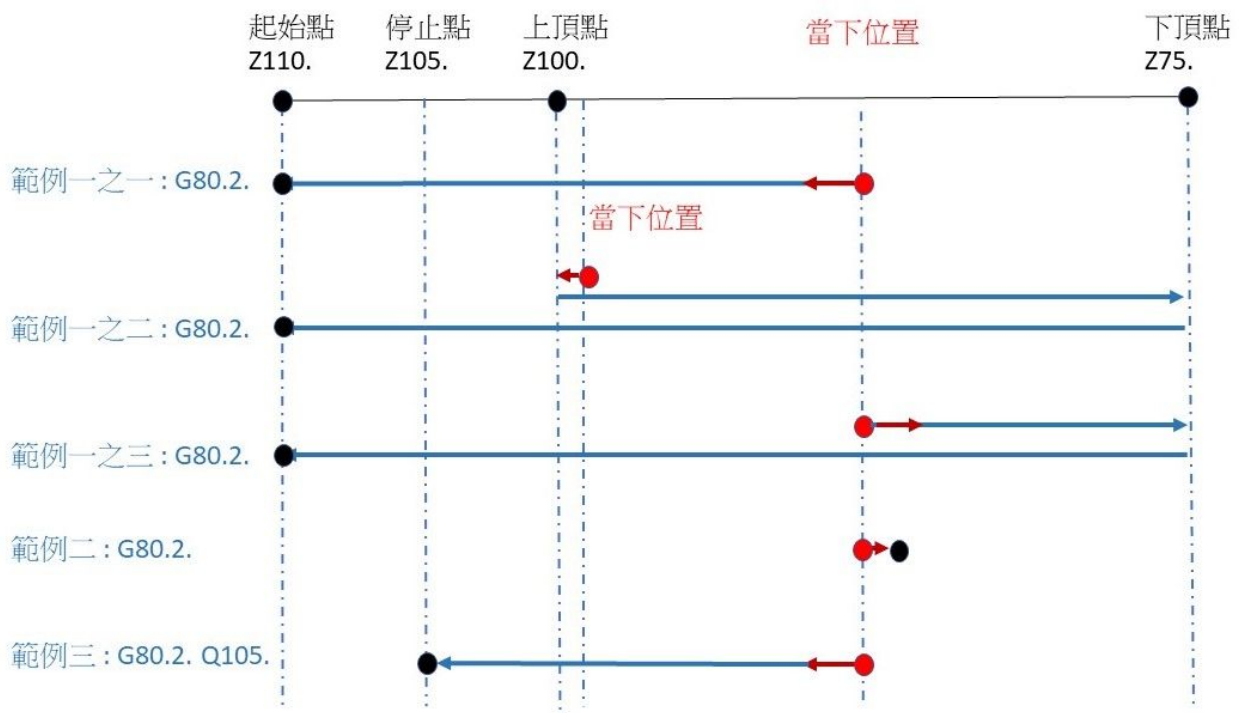 起始點
Z110.
停止點
Z105.
上頂點
Z100.
當下位置
下頂點
Z75.
範例一之一 : G80.2.
當下位置
範例一之二 : G80.2.
範例一之三 : G80.2.
範例二 : G80.2.
範例三 : G80.2. Q105.